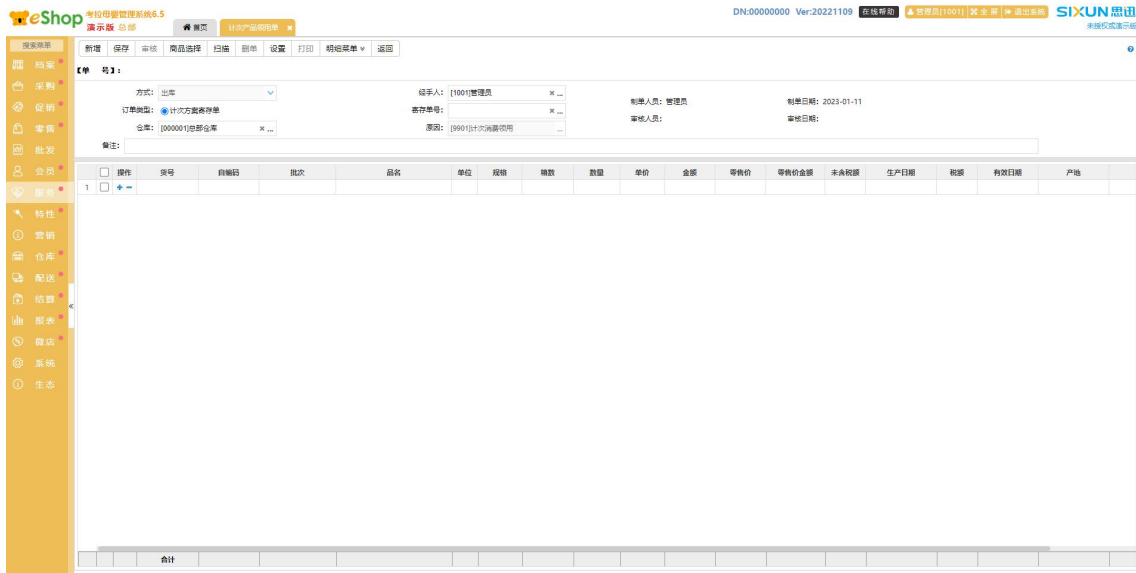 eShop 考拉母婴管理系统6.5
演示版 总部
首页 计次产品领用单 ×
DN:00000000 Ver:20221109 在线帮助 管理员[1001] 全屏 退出系统
SIXUN思迅
未授权或演示版
搜索菜单
新增 保存 审核 商品选择 扫描 删单 设置 打印 明细菜单 返回
【单 号】:
方式: 出库
经手人: [1001]管理员 × ...
制单人员: 管理员
制单日期: 2023-01-11
订单类型: 计次方案寄存单
寄存单号: × ...
审核人员:
审核日期:
仓库: [000001]总部仓库 × ...
原因: [9901]计次消费领用 ...
备注:
档案
采购
促销
零售
批发
会员
服务
特性
营销
仓库
配送
结算
报表
微店
系统
生态
操作 货号 自编码 批次 品名 单位 规格 箱数 数量 单价 金额 零售价 零售价金额 未含税额 生产日期 税额 有效日期 产地
1 + −
合计